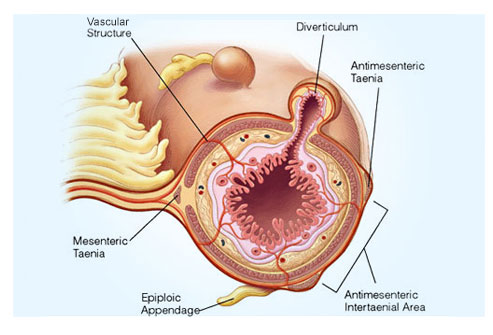 Vascular
Structure
Diverticulum
Antimesenteric
Taenia
Mesenteric
Taenia
Epiploic
Appendage
Antimesenteric
Intertaenial Area